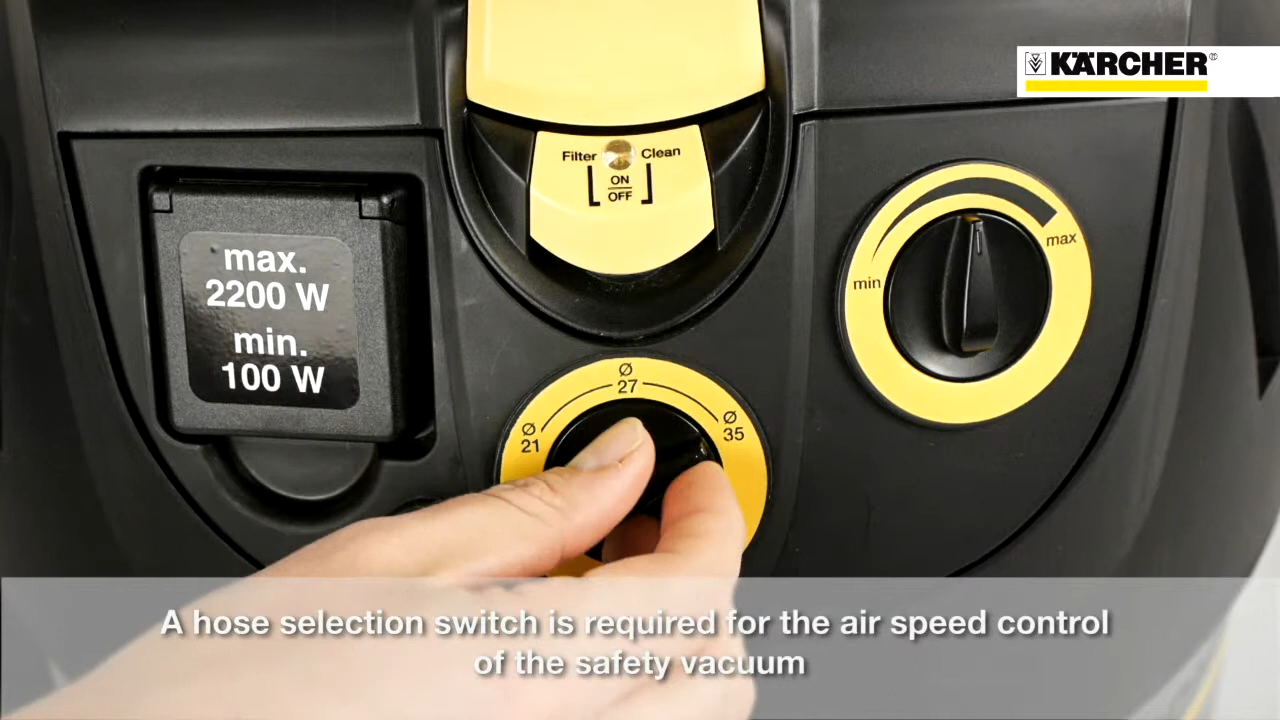 KÄRCHER®
Filter Clean
ON
OFF
max.
2200 W
min.
100 W
min
max
Ø
21
Ø
27
Ø
35
A hose selection switch is required for the air speed control
of the safety vacuum